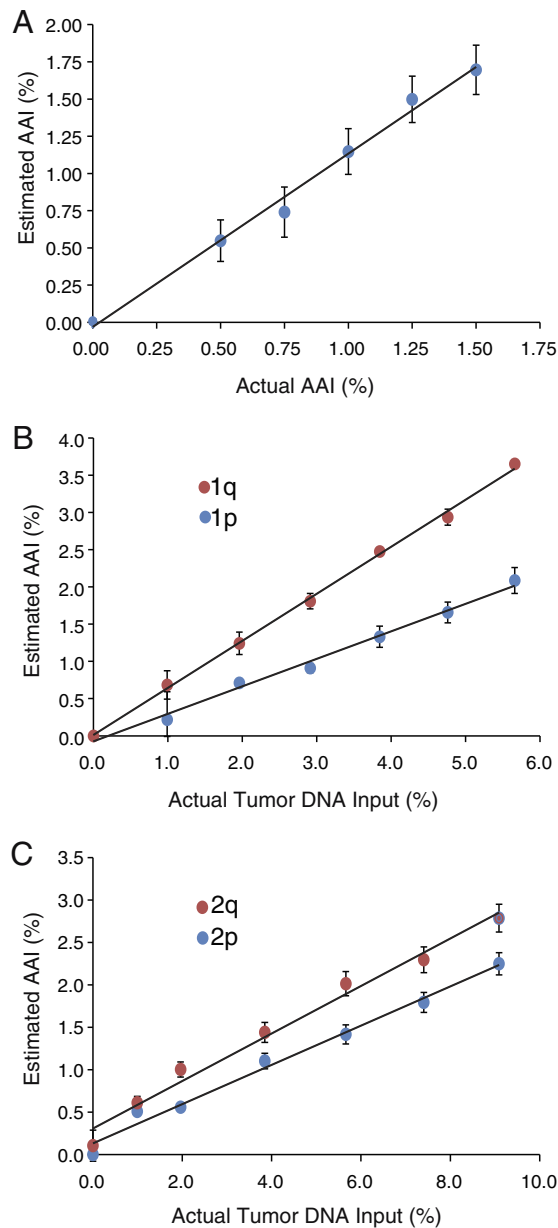 A
Estimated AAI (%)
2.00
1.75
1.50
1.25
1.00
0.75
0.50
0.25
0.00
0.00 0.25 0.50 0.75 1.00 1.25 1.50 1.75
Actual AAI (%)
B
Estimated AAI (%)
4.0
3.5
3.0
2.5
2.0
1.5
1.0
0.5
0.0
1q
1p
0.0 1.0 2.0 3.0 4.0 5.0 6.0
Actual Tumor DNA Input (%)
C
Estimated AAI (%)
3.5
3.0
2.5
2.0
1.5
1.0
0.5
0.0
2q
2p
0.0 2.0 4.0 6.0 8.0 10.0
Actual Tumor DNA Input (%)